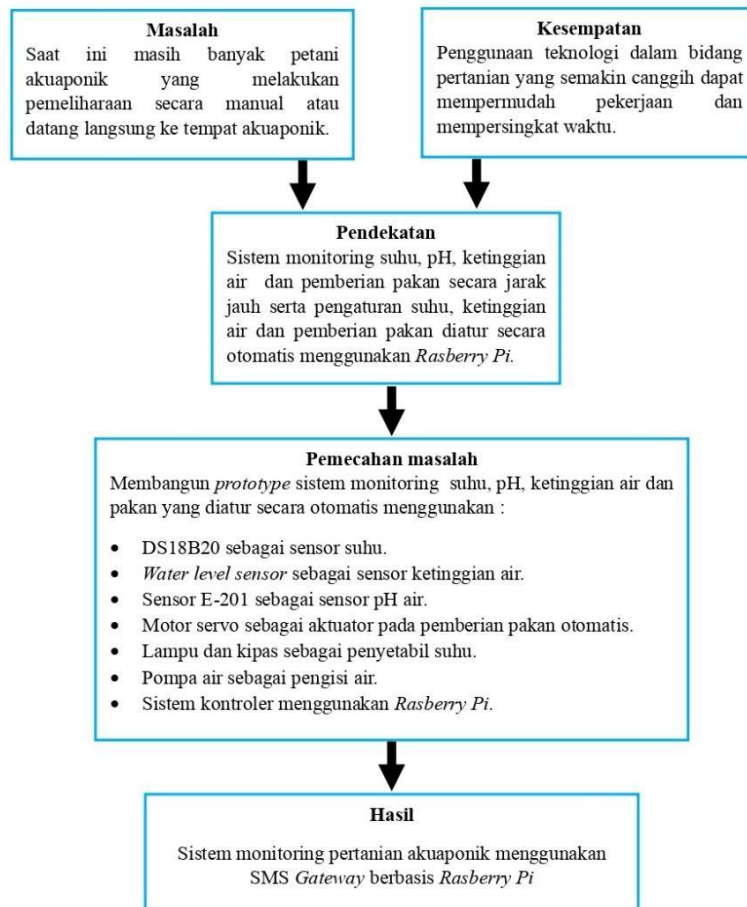 Masalah
Saat ini masih banyak petani
akuaponik yang melakukan
pemeliharaan secara manual atau
datang langsung ke tempat akuaponik.
Kesempatan
Penggunaan teknologi dalam bidang
pertanian yang semakin canggih dapat
mempermudah pekerjaan dan
mempersingkat waktu.
Pendekatan
Sistem monitoring suhu, pH, ketinggian
air dan pemberian pakan secara jarak
jauh serta pengaturan suhu, ketinggian
air dan pemberian pakan diatur secara
otomatis menggunakan Rasberry Pi.
Pemecahan masalah
Membangun prototype sistem monitoring suhu, pH, ketinggian air dan
pakan yang diatur secara otomatis menggunakan :
• DS18B20 sebagai sensor suhu.
• Water level sensor sebagai sensor ketinggian air.
• Sensor E-201 sebagai sensor pH air.
• Motor servo sebagai aktuator pada pemberian pakan otomatis.
• Lampu dan kipas sebagai penyetabil suhu.
• Pompa air sebagai pengisi air.
• Sistem kontroler menggunakan Rasberry Pi.
Hasil
Sistem monitoring pertanian akuaponik menggunakan
SMS Gateway berbasis Rasberry Pi